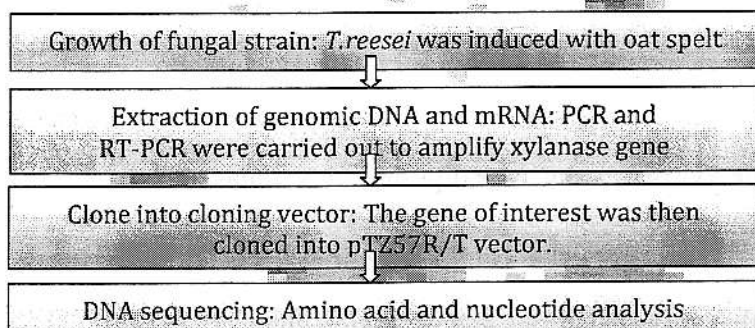 Growth of fungal strain: T.reesei was induced with oat spelt
Extraction of genomic DNA and mRNA: PCR and
RT-PCR were carried out to amplify xylanase gene
Clone into cloning vector: The gene of interest was then
cloned into pTZ57R/T vector.
DNA sequencing: Amino acid and nucleotide analysis